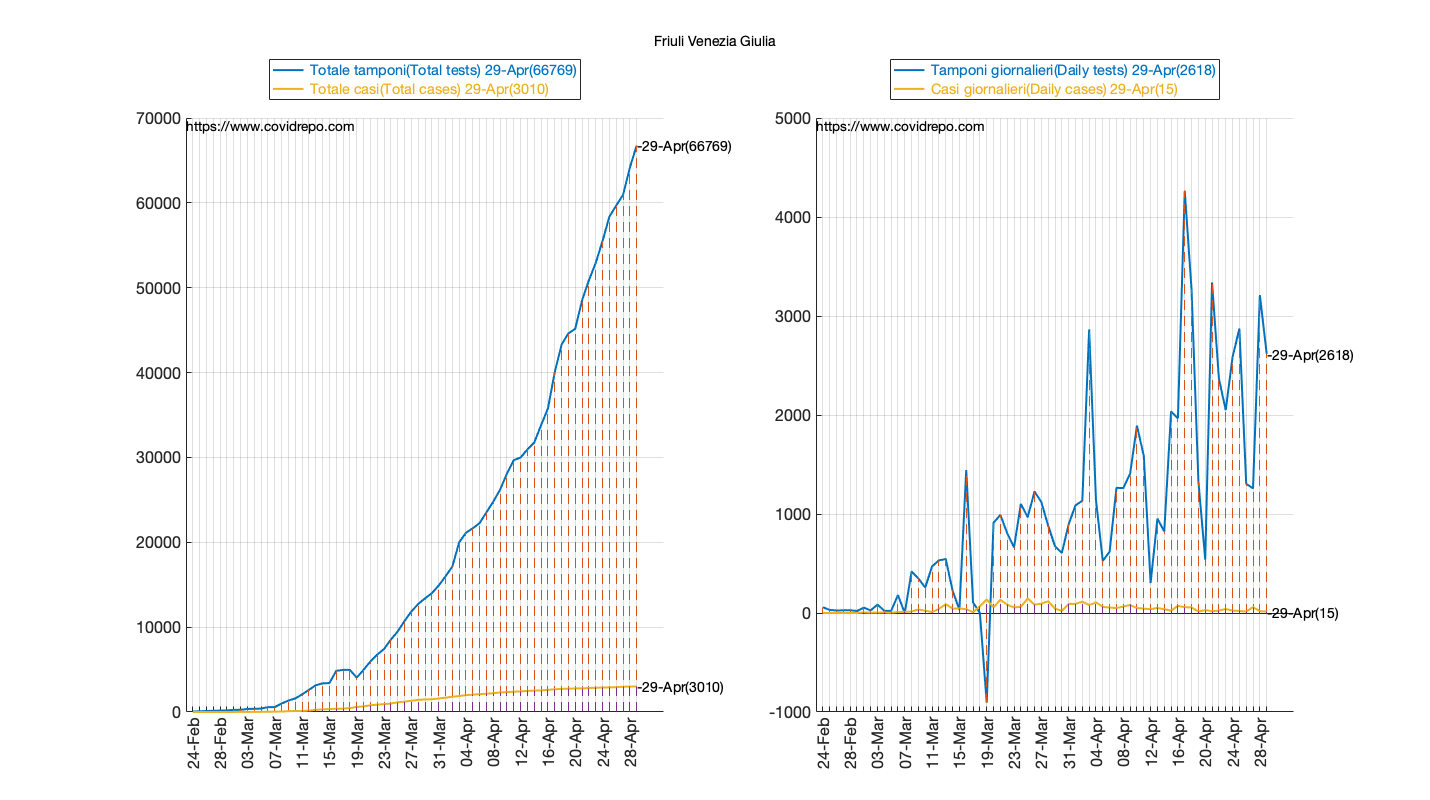 Friuli Venezia Giulia
Totale tamponi(Total tests) 29-Apr(66769)
Totale casi(Total cases) 29-Apr(3010)
70000
60000
50000
40000
30000
20000
10000
0
https://www.covidrepo.com
-29-Apr(66769)
-29-Apr(3010)
24-Feb
28-Feb
03-Mar
07-Mar
11-Mar
15-Mar
19-Mar
23-Mar
27-Mar
31-Mar
04-Apr
08-Apr
12-Apr
16-Apr
20-Apr
24-Apr
28-Apr
Tamponi giornalieri(Daily tests) 29-Apr(2618)
Casi giornalieri(Daily cases) 29-Apr(15)
5000
4000
3000
2000
1000
0
-1000
https://www.covidrepo.com
-29-Apr(2618)
-29-Apr(15)
24-Feb
28-Feb
03-Mar
07-Mar
11-Mar
15-Mar
19-Mar
23-Mar
27-Mar
31-Mar
04-Apr
08-Apr
12-Apr
16-Apr
20-Apr
24-Apr
28-Apr